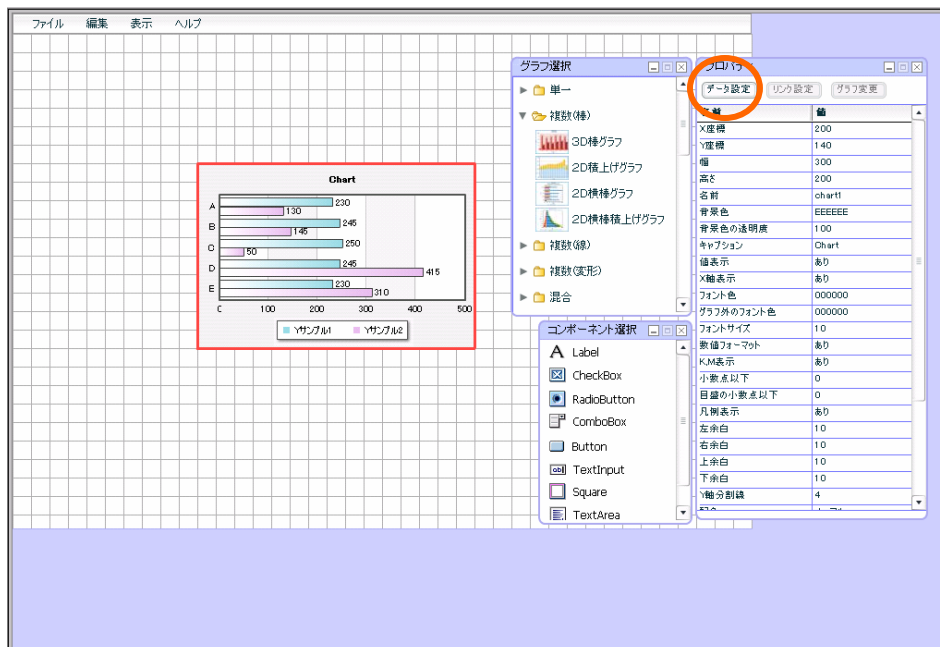 ファイル 編集 表示 ヘルプ
Chart
A 230
130
B 245
145
C 250
50
D 245
415
E 230
310
0 100 200 300 400 500
Yサンプル1 Yサンプル2
グラフ選択
単一
複数(棒)
3D棒グラフ
2D積上げグラフ
2D横棒グラフ
2D横棒積上げグラフ
複数(線)
複数(変形)
混合
コンポーネント選択
Label
CheckBox
RadioButton
ComboBox
Button
TextInput
Square
TextArea
プロパティ
データ設定 リンク設定 グラフ変更
名前 値
X座標 200
Y座標 140
幅 300
高さ 200
名前 chart1
背景色 EEEEEE
背景色の透明度 100
キャプション Chart
値表示 あり
X軸表示 あり
フォント色 000000
グラフ外のフォント色 000000
フォントサイズ 10
数値フォーマット あり
K,M表示 あり
小数点以下 0
目盛の小数点以下 0
凡例表示 あり
左余白 10
右余白 10
上余白 10
下余白 10
Y軸分割線 4